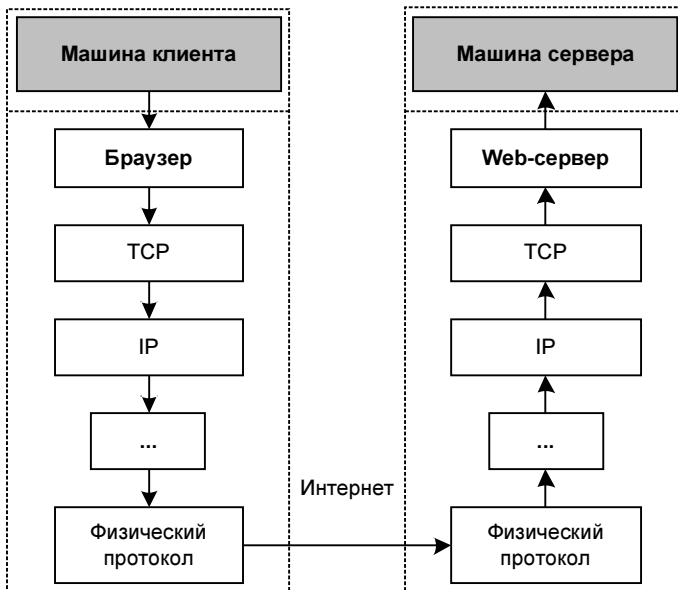 Машина клиента
Браузер
TCP
IP
...
Физический
протокол
Интернет
Машина сервера
Web-сервер
TCP
IP
...
Физический
протокол